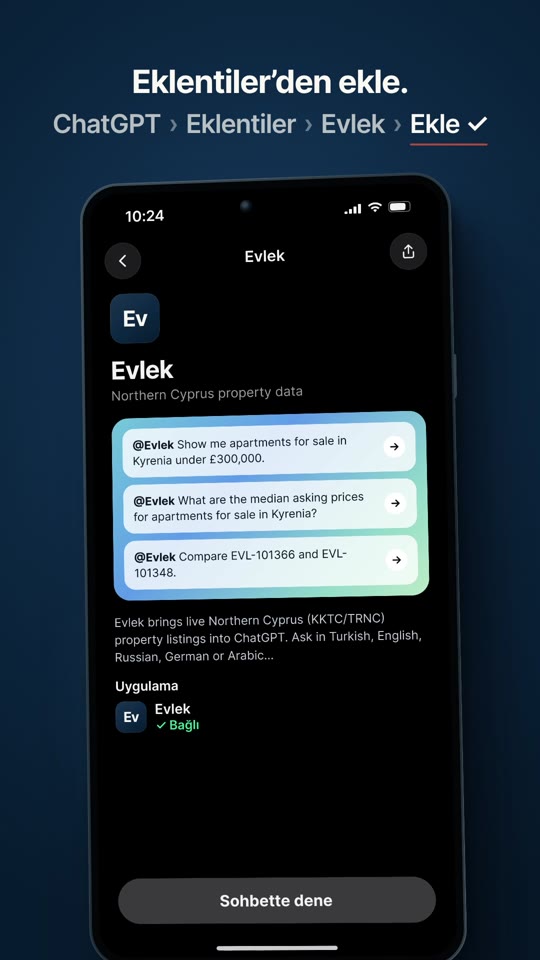 Eklentiler’den ekle.
ChatGPT › Eklentiler › Evlek › Ekle ✓
10:24
Evlek
Ev
Evlek
Northern Cyprus property data
@Evlek Show me apartments for sale in
Kyrenia under £300,000.
@Evlek What are the median asking prices
for apartments for sale in Kyrenia?
@Evlek Compare EVL-101366 and EVL-
101348.
Evlek brings live Northern Cyprus (KKTC/TRNC)
property listings into ChatGPT. Ask in Turkish, English,
Russian, German or Arabic...
Uygulama
Ev
Evlek
✓ Bağlı
Sohbette dene